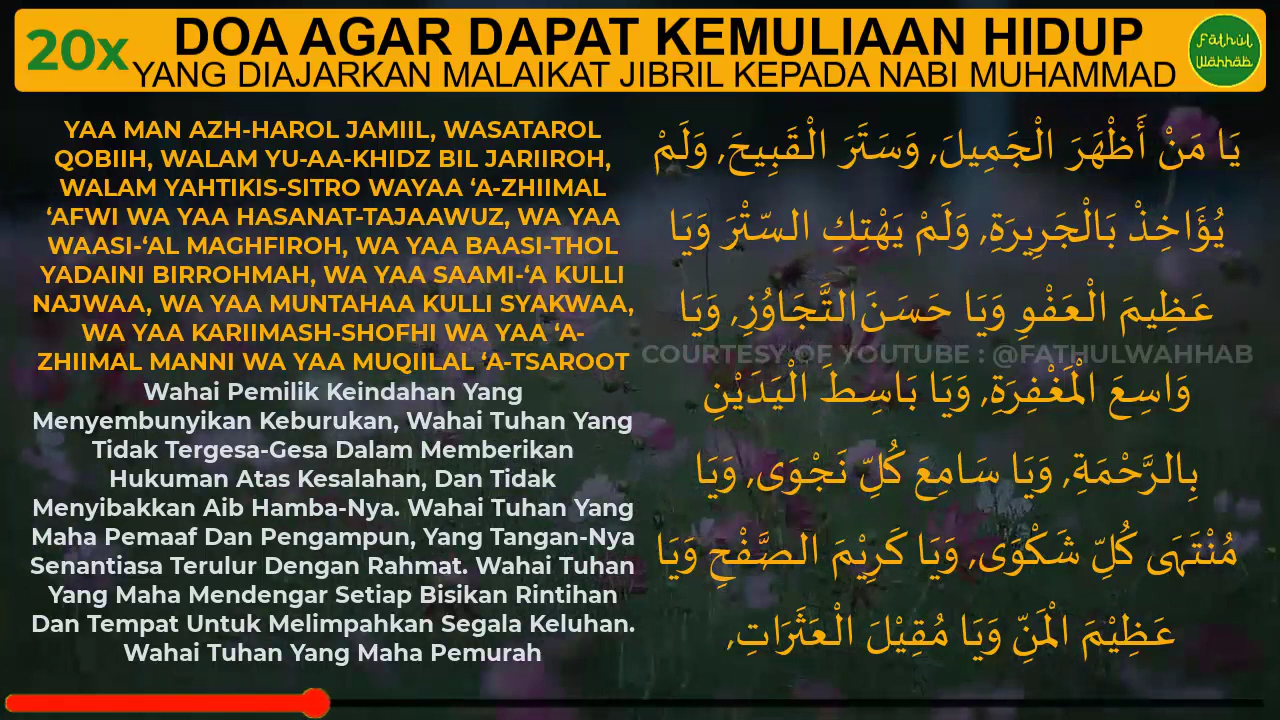 20x
DOA AGAR DAPAT KEMULIAAN HIDUP
YANG DIAJARKAN MALAIKAT JIBRIL KEPADA NABI MUHAMMAD
Fathul
Wahhab
YAA MAN AZH-HAROL JAMIIL, WASATAROL
QOBIIH, WALAM YU-AA-KHIDZ BIL JARIIROH,
WALAM YAHTIKIS-SITRO WAYAA ‘A-ZHIIMAL
‘AFWI WA YAA HASANAT-TAJAAWUZ, WA YAA
WAASI-‘AL MAGHFIROH, WA YAA BAASI-THOL
YADAINI BIRROHMAH, WA YAA SAAMI-‘A KULLI
NAJWAA, WA YAA MUNTAHAA KULLI SYAKWAA,
WA YAA KARIIMASH-SHOFHI WA YAA ‘A-
ZHIIMAL MANNI WA YAA MUQIILAL ‘A-TSAROOT
Wahai Pemilik Keindahan Yang
Menyembunyikan Keburukan, Wahai Tuhan Yang
Tidak Tergesa-Gesa Dalam Memberikan
Hukuman Atas Kesalahan, Dan Tidak
Menyibakkan Aib Hamba-Nya. Wahai Tuhan Yang
Maha Pemaaf Dan Pengampun, Yang Tangan-Nya
Senantiasa Terulur Dengan Rahmat. Wahai Tuhan
Yang Maha Mendengar Setiap Bisikan Rintihan
Dan Tempat Untuk Melimpahkan Segala Keluhan.
Wahai Tuhan Yang Maha Pemurah
يَا مَنْ أَظْهَرَ الْجَمِيلَ, وَسَتَرَ الْقَبِيحَ, وَلَمْ
يُؤَاخِذْ بَالْجَرِيرَةِ, وَلَمْ يَهْتِكِ السّتْرَ وَيَا
عَظِيمَ الْعَفْوِ وَيَا حَسَنَ التَّجَاوُزِ, وَيَا
COURTESY OF YOUTUBE : @FATHULWAHHAB
وَاسِعَ الْمَغْفِرَةِ, وَيَا بَاسِطَ الْيَدَيْنِ
بِالرَّحْمَةِ, وَيَا سَامِعَ كُلِّ نَجْوَى, وَيَا
مُنْتَهَى كُلِّ شَكْوَى, وَيَا كَرِيْمَ الصَّفْحِ وَيَا
عَظِيْمَ الْمَنِّ وَيَا مُقِيْلَ الْعَثَرَاتِ,